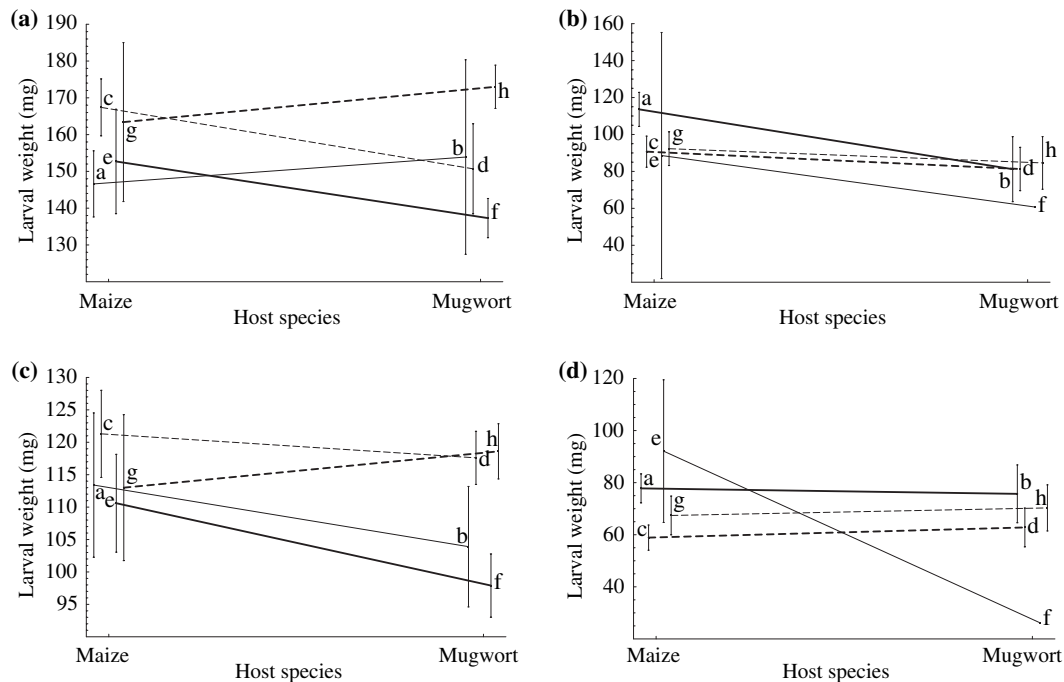 (a)
190
180
170
160
150
140
130
Larval weight (mg)
c
g
e
a
b
d
h
f
Maize
Mugwort
Host species
(b)
160
140
120
100
80
60
40
Larval weight (mg)
a
c
g
e
h
d
b
f
Maize
Mugwort
Host species
(c)
130
125
120
115
110
105
100
95
Larval weight (mg)
c
g
a
e
h
d
b
f
Maize
Mugwort
Host species
(d)
120
100
80
60
40
Larval weight (mg)
e
a
g
c
b
h
d
f
Maize
Mugwort
Host species